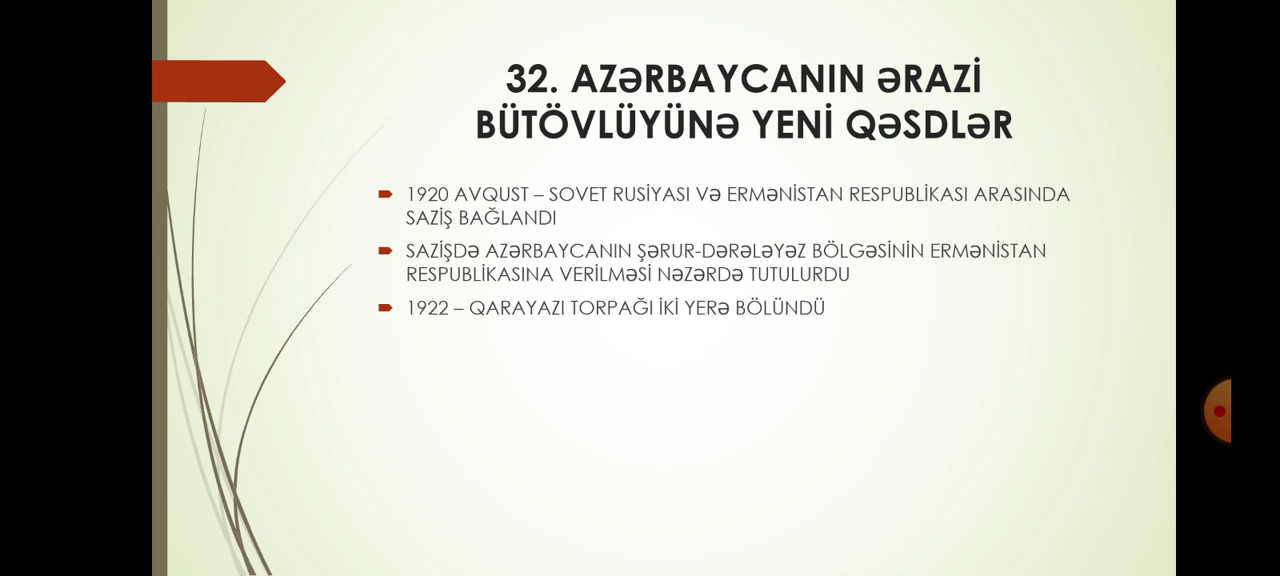 32. AZƏRBAYCANIN ƏRAZİ
BÜTÖVLÜYÜNƏ YENİ QƏSDLƏR
1920 AVQUST – SOVET RUSİYASI VƏ ERMƏNİSTAN RESPUBLİKASI ARASINDA
SAZİŞ BAĞLANDI
SAZİŞDƏ AZƏRBAYCANIN ŞƏRUR-DƏRƏLƏYƏZ BÖLGƏSİNİN ERMƏNİSTAN
RESPUBLİKASINA VERİLMƏSİ NƏZƏRDƏ TUTULURDU
1922 – QARAYAZI TORPAĞI İKİ YERƏ BÖLÜNDÜ